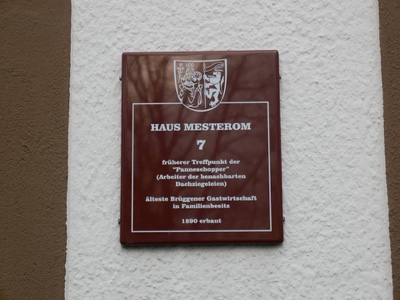 HAUS MESTEROM
7
früherer Treffpunkt der
"Panneschopper"
(Arbeiter der benachbarten
Dachziegeleien)
älteste Brüggener Gastwirtschaft
in Familienbesitz
1890 erbaut